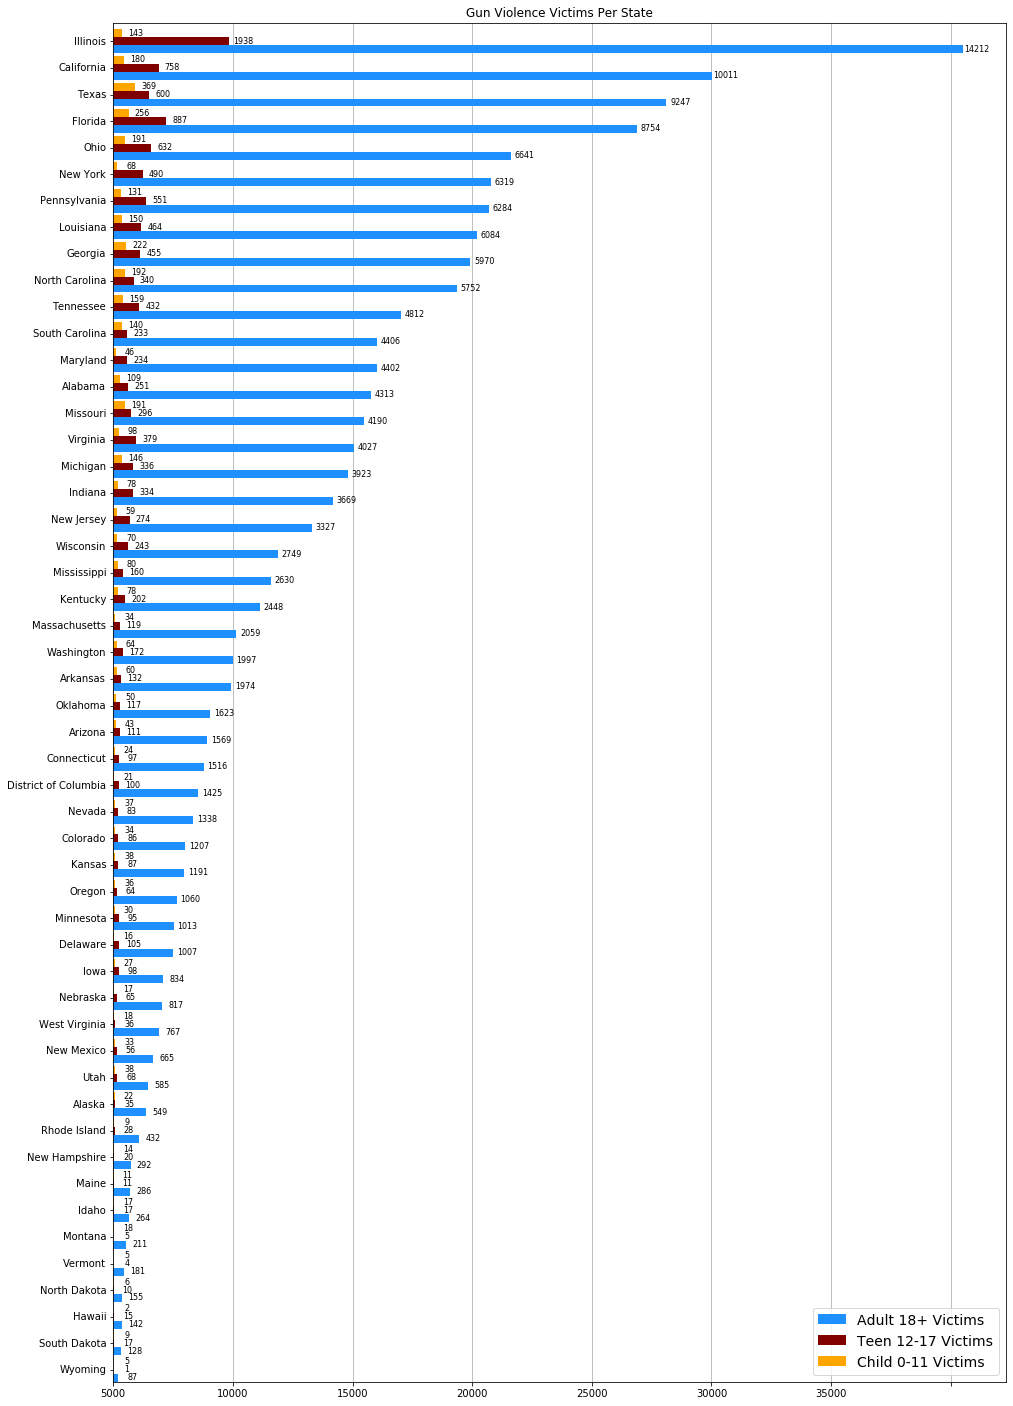 Gun Violence Victims Per State
143
Illinois 1938
14212
180
California 758
10011
369
Texas 600
9247
256
Florida 887
8754
191
Ohio 632
6641
68
New York 490
6319
131
Pennsylvania 551
6284
150
Louisiana 464
6084
222
Georgia 455
5970
192
North Carolina 340
5752
159
Tennessee 432
4812
140
South Carolina 233
4406
46
Maryland 234
4402
109
Alabama 251
4313
191
Missouri 296
4190
98
Virginia 379
4027
146
Michigan 336
3923
78
Indiana 334
3669
59
New Jersey 274
3327
70
Wisconsin 243
2749
80
Mississippi 160
2630
78
Kentucky 202
2448
34
Massachusetts 119
2059
64
Washington 172
1997
60
Arkansas 132
1974
50
Oklahoma 117
1623
43
Arizona 111
1569
24
Connecticut 97
1516
21
District of Columbia 100
1425
37
Nevada 83
1338
34
Colorado 86
1207
38
Kansas 87
1191
36
Oregon 64
1060
30
Minnesota 95
1013
16
Delaware 105
1007
27
Iowa 98
834
17
Nebraska 65
817
18
West Virginia 36
767
33
New Mexico 56
665
38
Utah 68
585
22
Alaska 35
549
9
Rhode Island 28
432
14
New Hampshire 20
292
11
Maine 11
286
17
Idaho 17
264
18
Montana 5
211
5
Vermont 4
181
6
North Dakota 10
155
2
Hawaii 15
142
9
South Dakota 17
128
5
Wyoming 1
87
Adult 18+ Victims
Teen 12-17 Victims
Child 0-11 Victims
5000 10000 15000 20000 25000 30000 35000